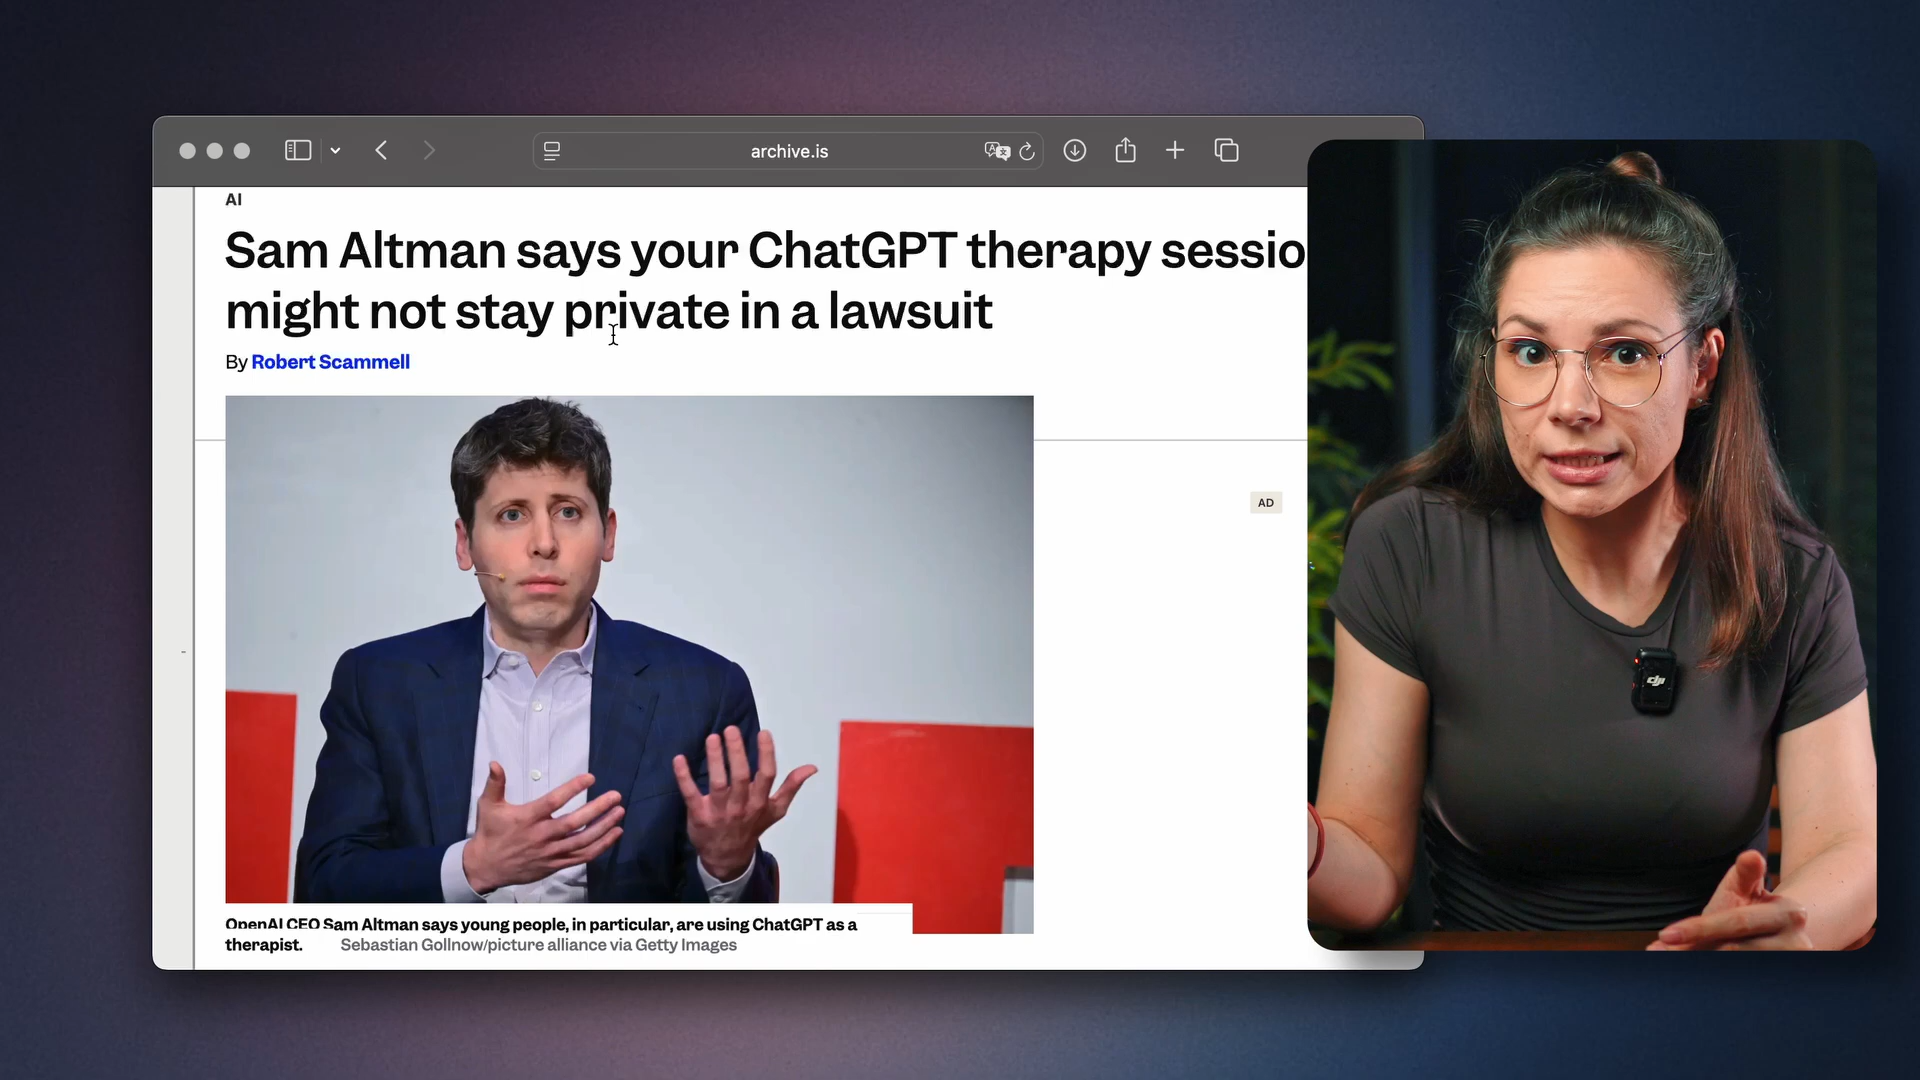 archive.is
AI
Sam Altman says your ChatGPT therapy sessio
might not stay private in a lawsuit
By Robert Scammell
AD
dji
OpenAI CEO Sam Altman says young people, in particular, are using ChatGPT as a
therapist. Sebastian Gollnow/picture alliance via Getty Images